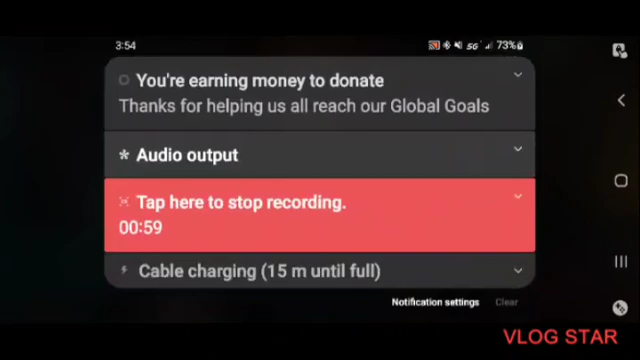 3:54
5G 73%
You're earning money to donate
Thanks for helping us all reach our Global Goals
* Audio output
Tap here to stop recording.
00:59
Cable charging (15 m until full)
Notification settings Clear
VLOG STAR